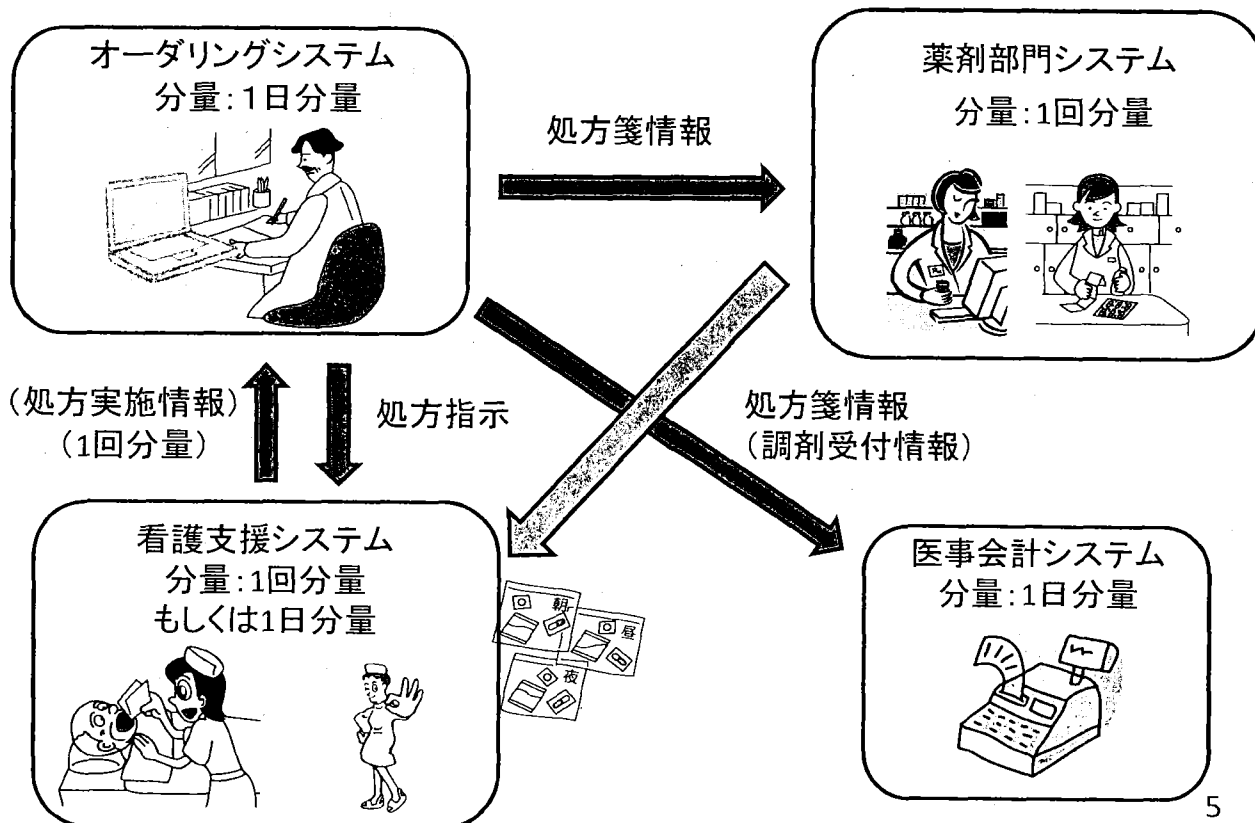 オーダリングシステム
分量：1日分量
処方箋情報
薬剤部門システム
分量：1回分量
（処方実施情報）
（1回分量）
処方指示
処方箋情報
（調剤受付情報）
看護支援システム
分量：1回分量
もしくは1日分量
朝
昼
夜
医事会計システム
分量：1日分量
5